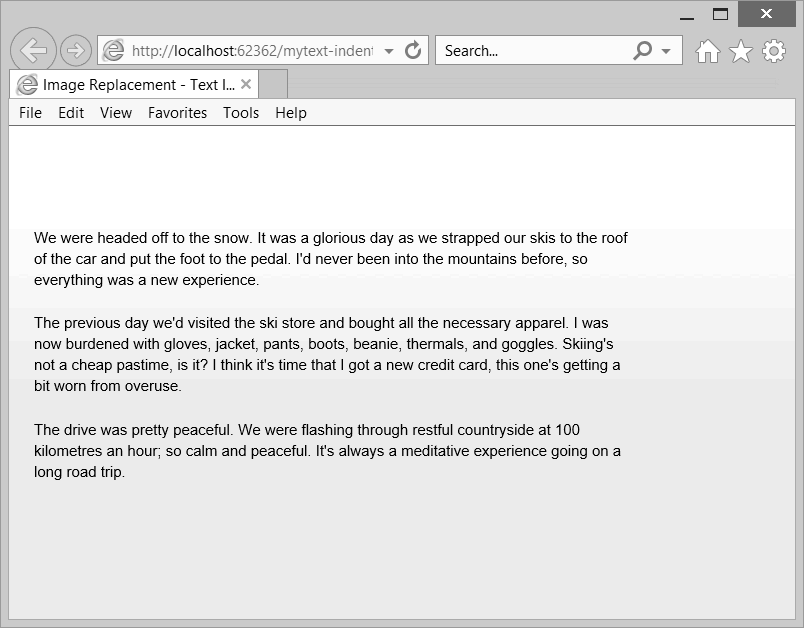 http://localhost:62362/mytext-indent
Search...
Image Replacement - Text I...
File Edit View Favorites Tools Help
We were headed off to the snow. It was a glorious day as we strapped our skis to the roof
of the car and put the foot to the pedal. I'd never been into the mountains before, so
everything was a new experience.
The previous day we'd visited the ski store and bought all the necessary apparel. I was
now burdened with gloves, jacket, pants, boots, beanie, thermals, and goggles. Skiing's
not a cheap pastime, is it? I think it's time that I got a new credit card, this one's getting a
bit worn from overuse.
The drive was pretty peaceful. We were flashing through restful countryside at 100
kilometres an hour; so calm and peaceful. It's always a meditative experience going on a
long road trip.